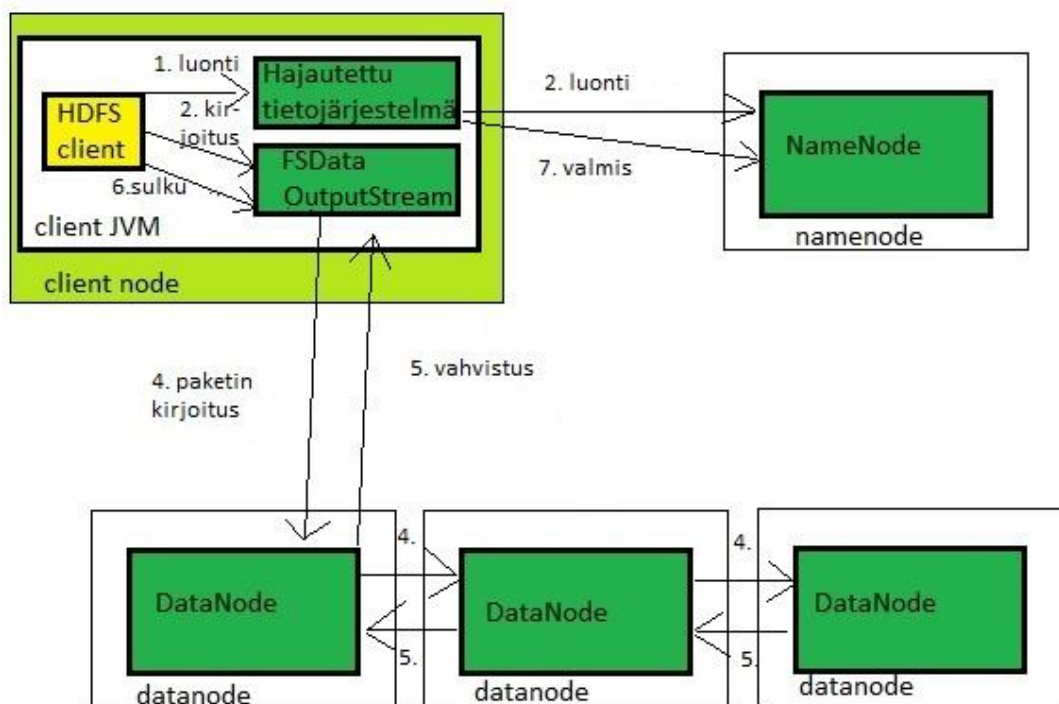 1. luonti
Hajautettu
tietojärjestelmä
HDFS
client
2. kir-
joitus
FSData
OutputStream
6.sulku
client JVM
client node
2. luonti
7. valmis
NameNode
namenode
4. paketin
kirjoitus
5. vahvistus
4.
4.
DataNode
DataNode
DataNode
5.
5.
datanode
datanode
datanode